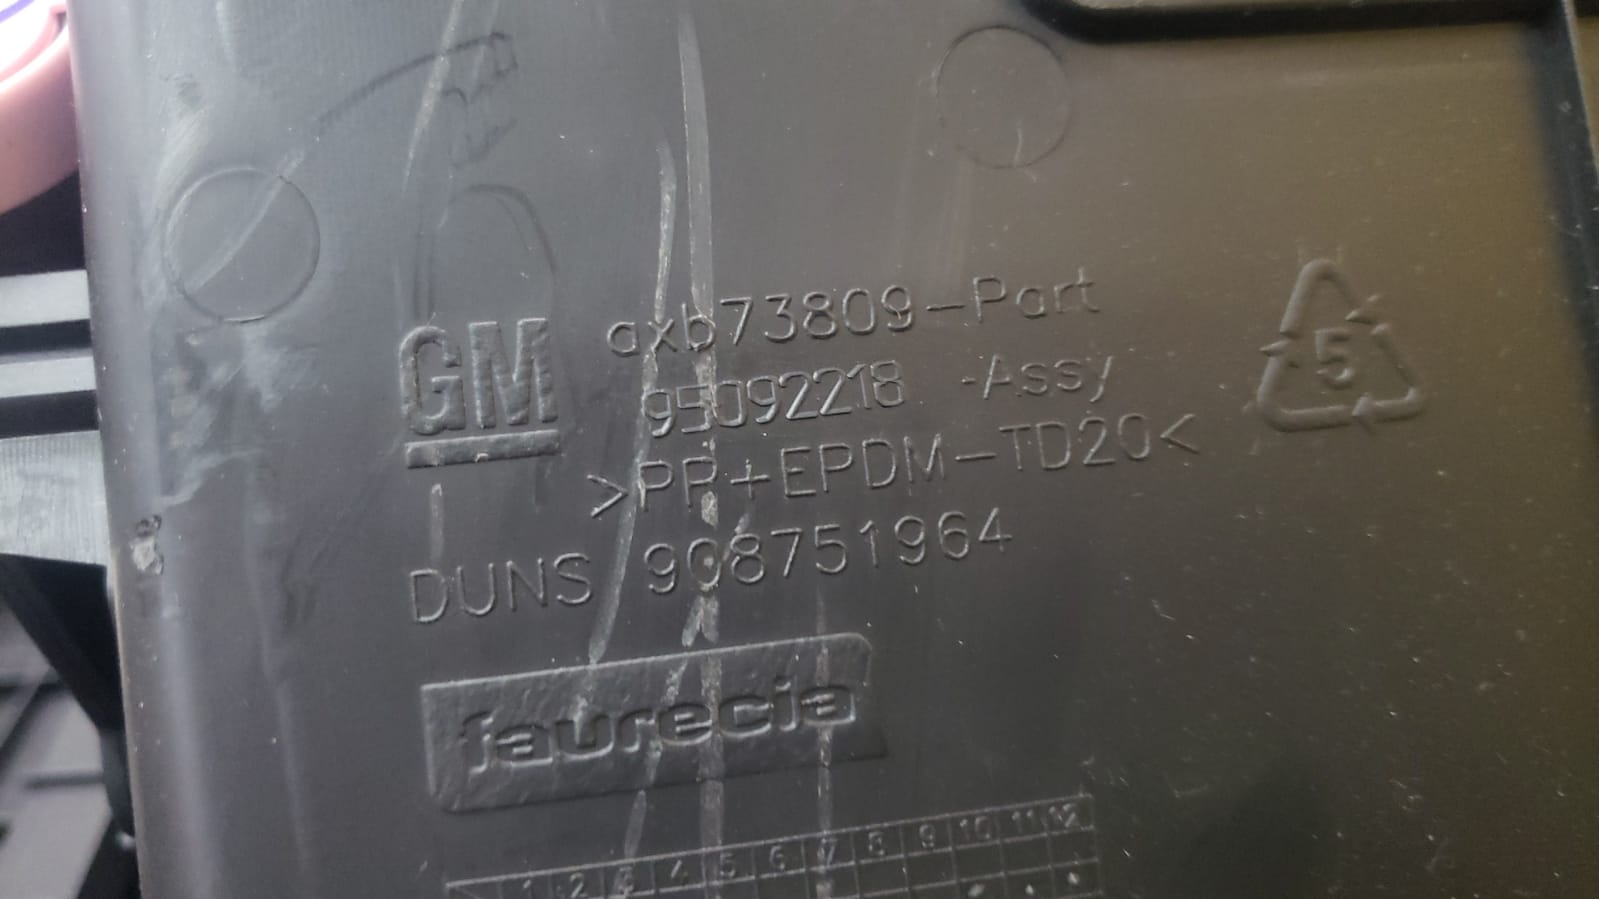 GM
axb73809-Part
95092218 -Assy
>PP+EPDM-TD20<
5
DUNS 908751964
faurecia
1 2 3 4 5 6 7 8 9 10 11 12